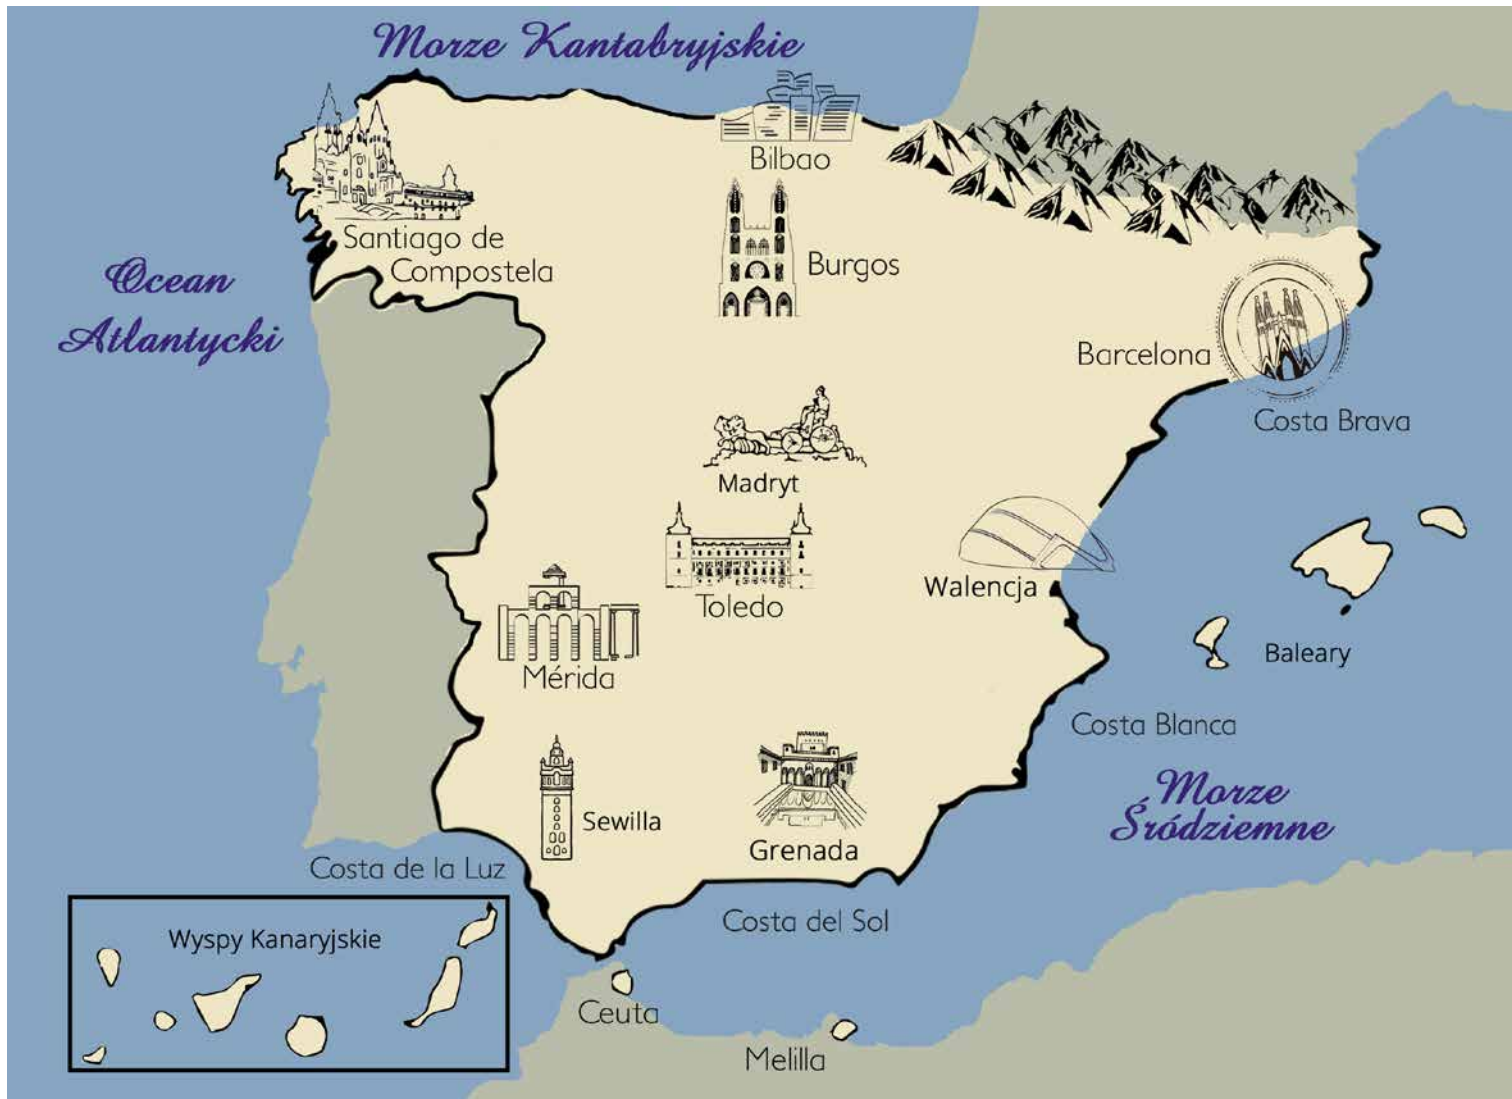 Morze Kantabryjskie
Bilbao
Santiago de
Compostela
Burgos
Ocean
Atlantycki
Barcelona
Costa Brava
Madryt
Walencja
Toledo
Baleary
Mérida
Costa Blanca
Morze
Śródziemne
Sewilla
Grenada
Costa de la Luz
Costa del Sol
Wyspy Kanaryjskie
Ceuta
Melilla